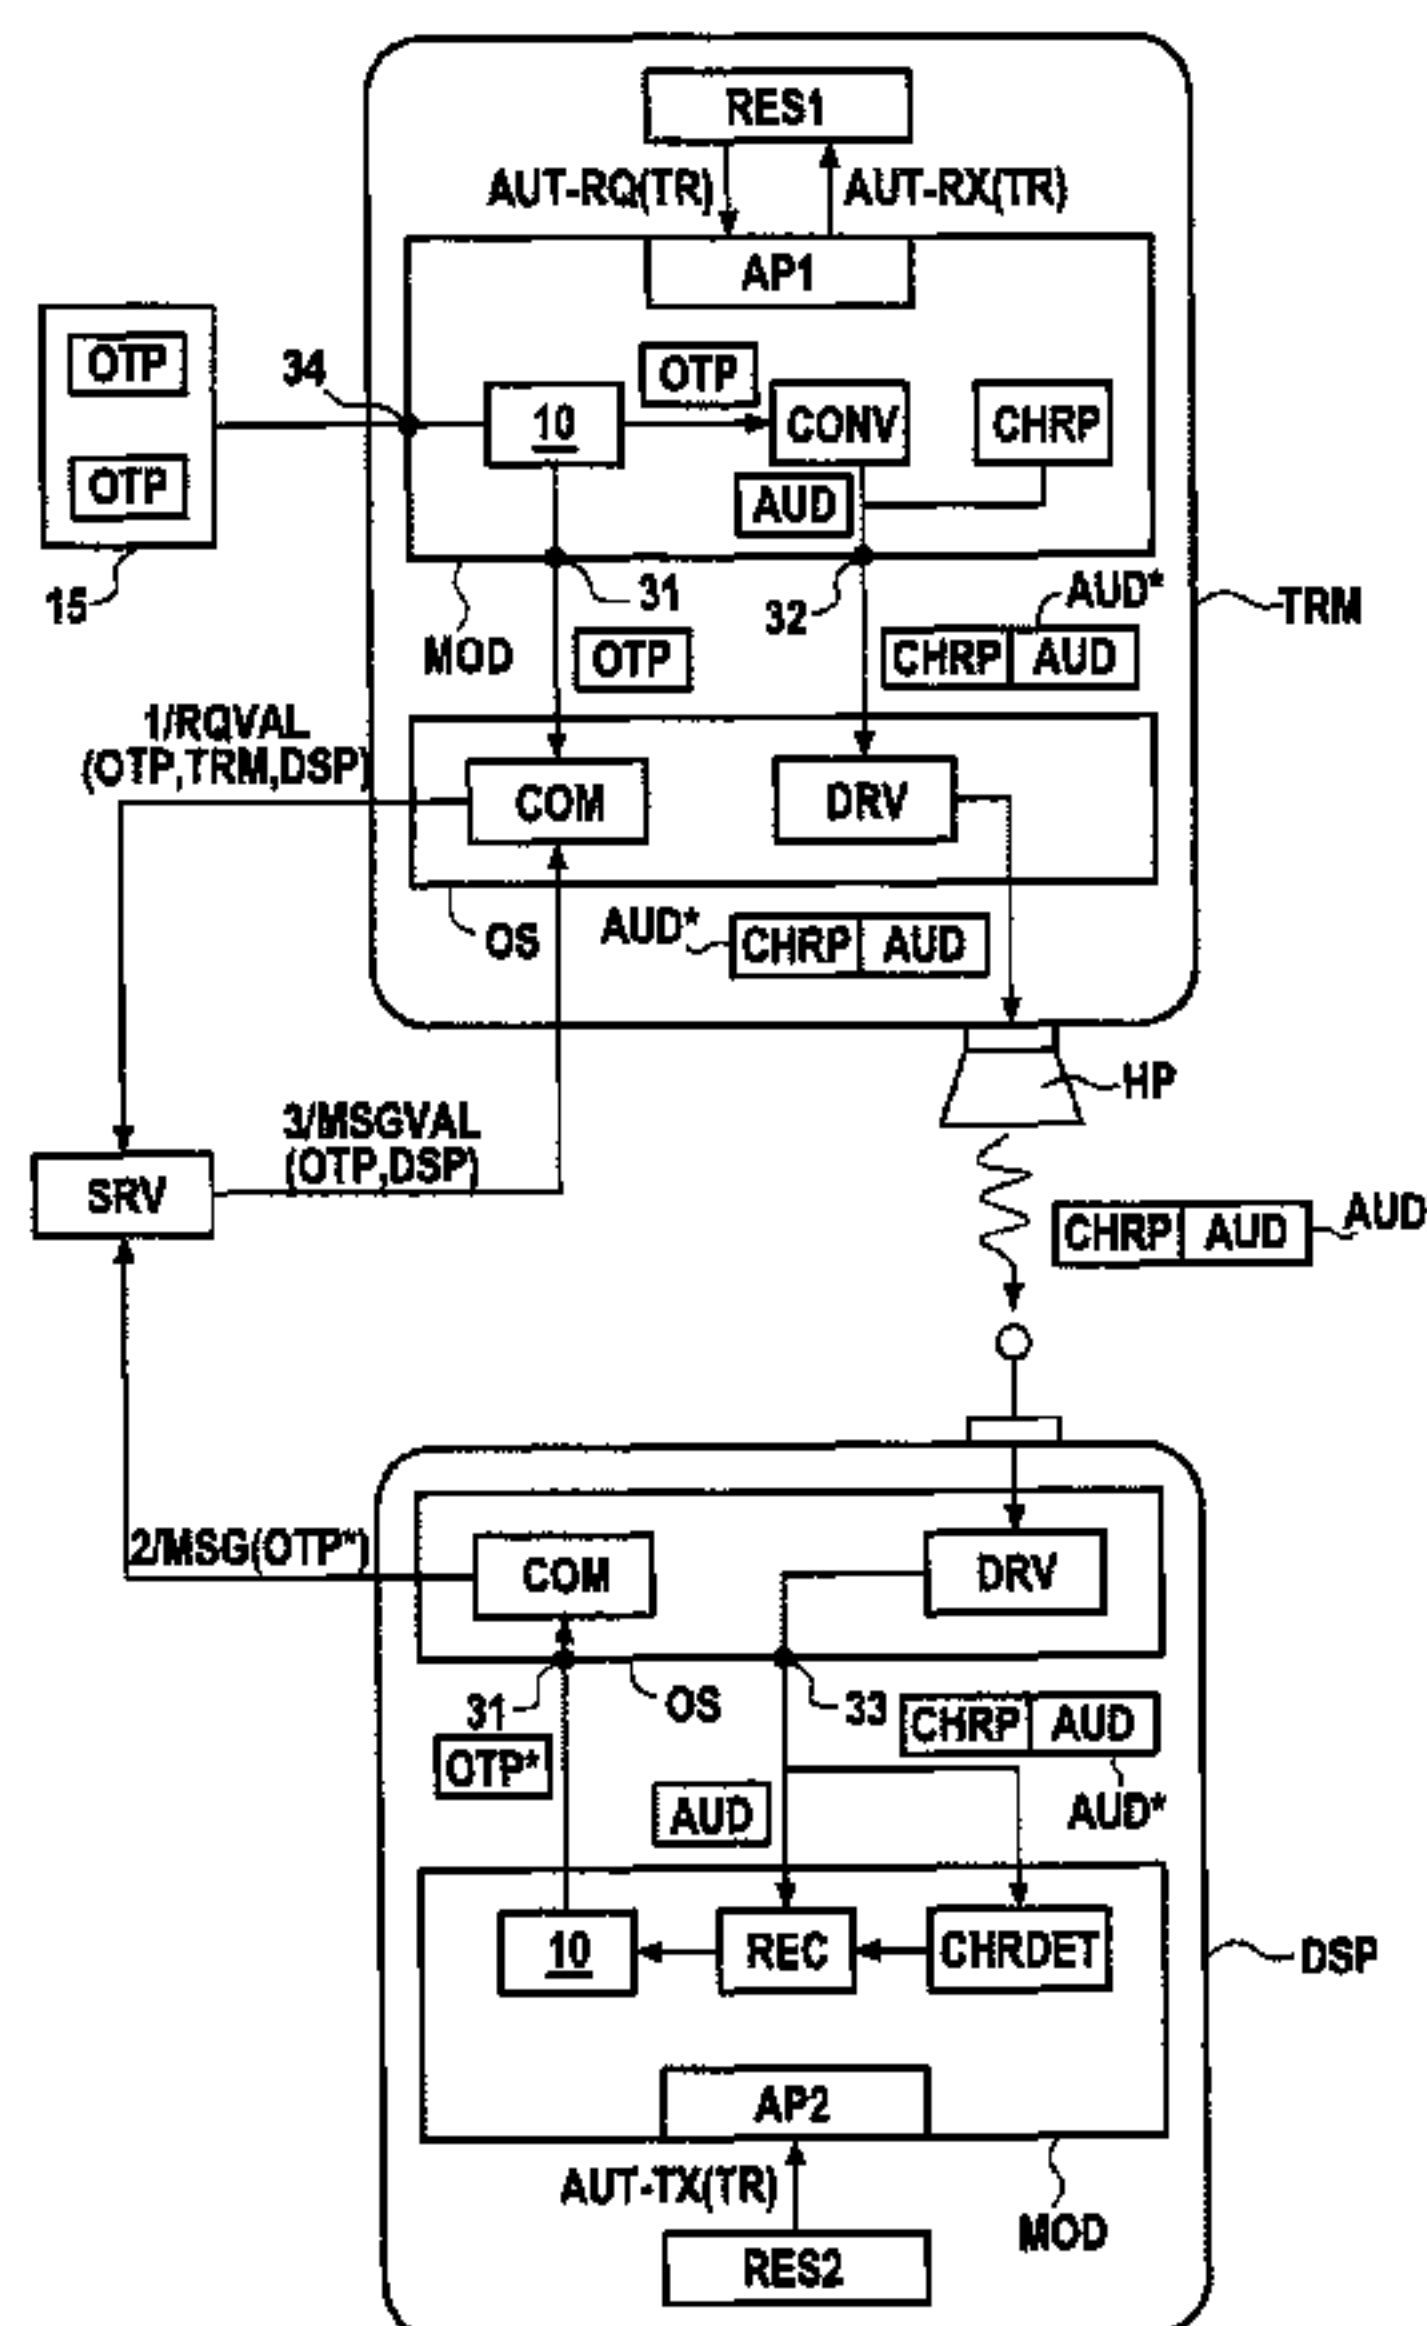 RES1
AUT-RQ(TR)
AUT-RX(TR)
AP1
OTP
OTP
15
34
10
OTP
CONV
CHRP
AUD
31
32
MOD
OTP
AUD*
CHRP AUD
TRM
1/RQVAL
(OTP,TRM,DSP)
COM
DRV
OS
AUD*
CHRP AUD
HP
3/MSGVAL
(OTP,DSP)
SRV
CHRP AUD
AUD
2/MSG(OTP*)
COM
DRV
31
OS
33
CHRP AUD
AUD*
OTP*
AUD
10
REC
CHRDET
DSP
AP2
AUT-TX(TR)
MOD
RES2